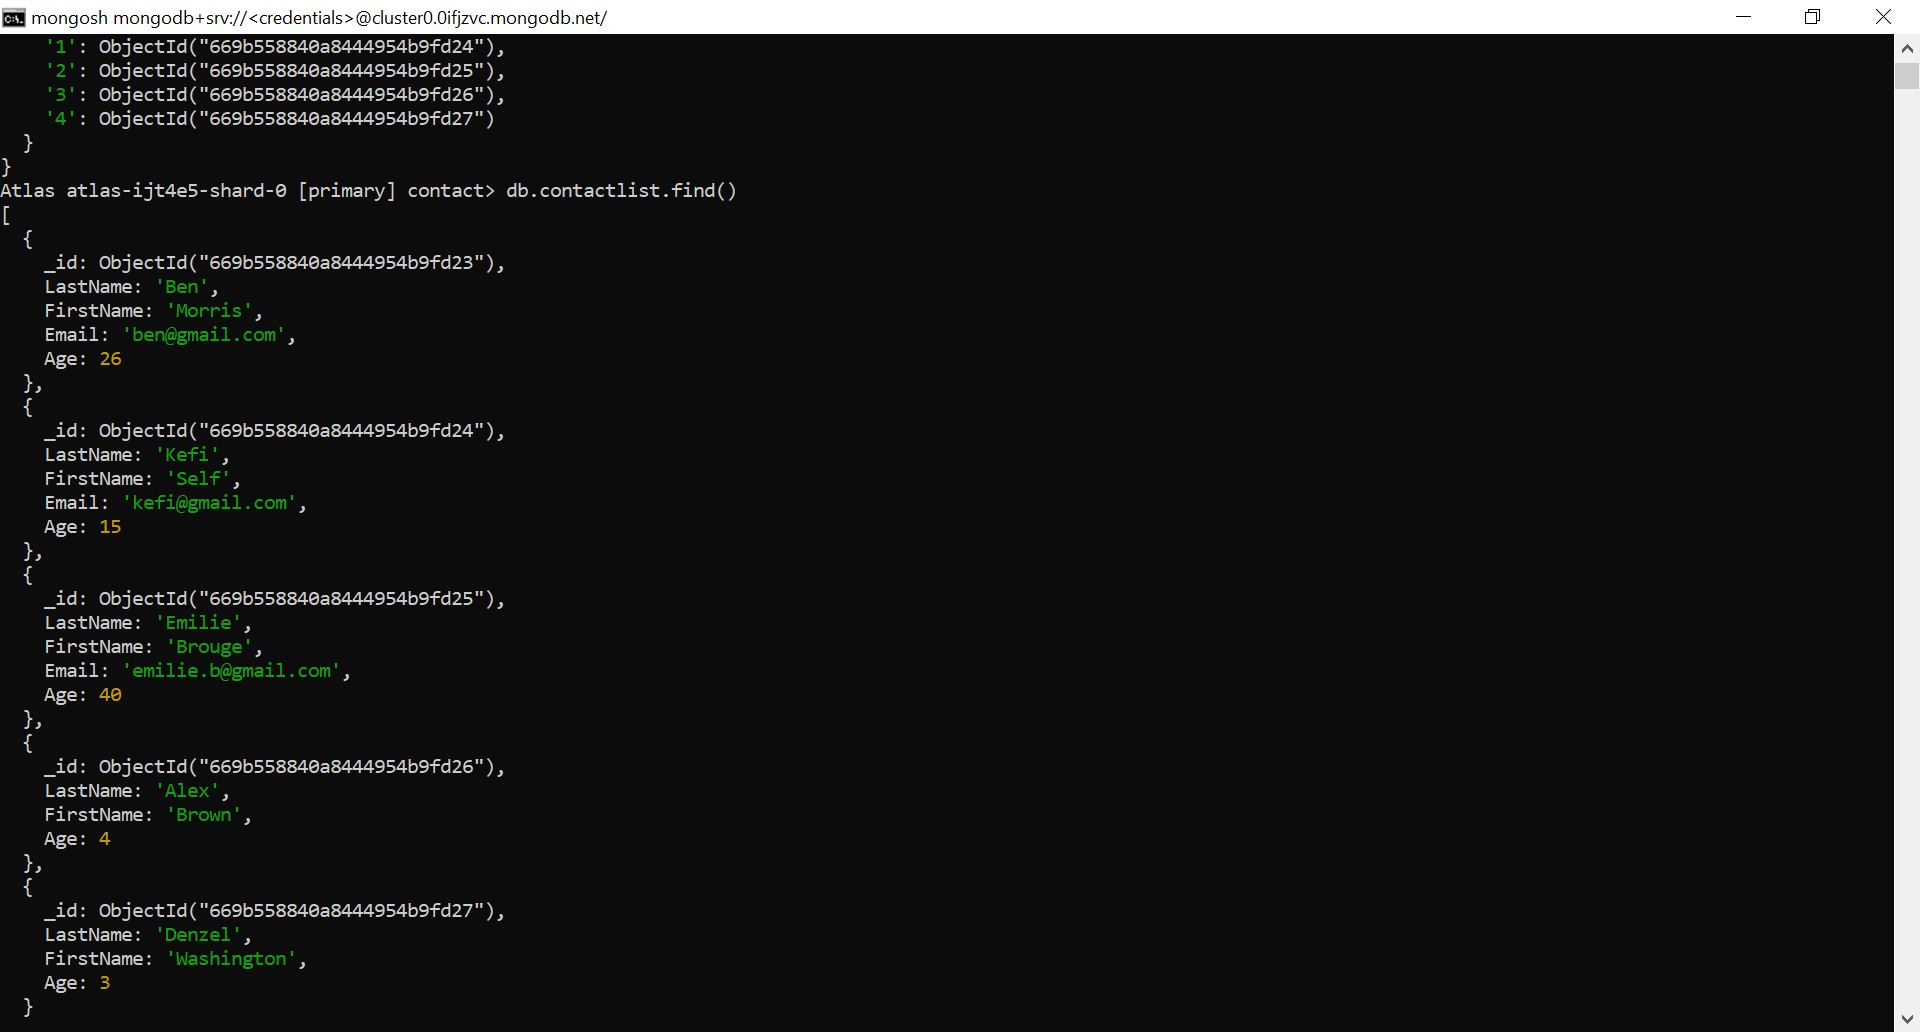 mongosh mongodb+srv://<credentials>@cluster0.0ifjzvc.mongodb.net/
'1': ObjectId("669b558840a8444954b9fd24"),
'2': ObjectId("669b558840a8444954b9fd25"),
'3': ObjectId("669b558840a8444954b9fd26"),
'4': ObjectId("669b558840a8444954b9fd27")
}
}
Atlas atlas-ijt4e5-shard-0 [primary] contact> db.contactlist.find()
[
{
_id: ObjectId("669b558840a8444954b9fd23"),
LastName: 'Ben',
FirstName: 'Morris',
Email: 'ben@gmail.com',
Age: 26
},
{
_id: ObjectId("669b558840a8444954b9fd24"),
LastName: 'Kefi',
FirstName: 'Self',
Email: 'kefi@gmail.com',
Age: 15
},
{
_id: ObjectId("669b558840a8444954b9fd25"),
LastName: 'Emilie',
FirstName: 'Brouge',
Email: 'emilie.b@gmail.com',
Age: 40
},
{
_id: ObjectId("669b558840a8444954b9fd26"),
LastName: 'Alex',
FirstName: 'Brown',
Age: 4
},
{
_id: ObjectId("669b558840a8444954b9fd27"),
LastName: 'Denzel',
FirstName: 'Washington',
Age: 3
}